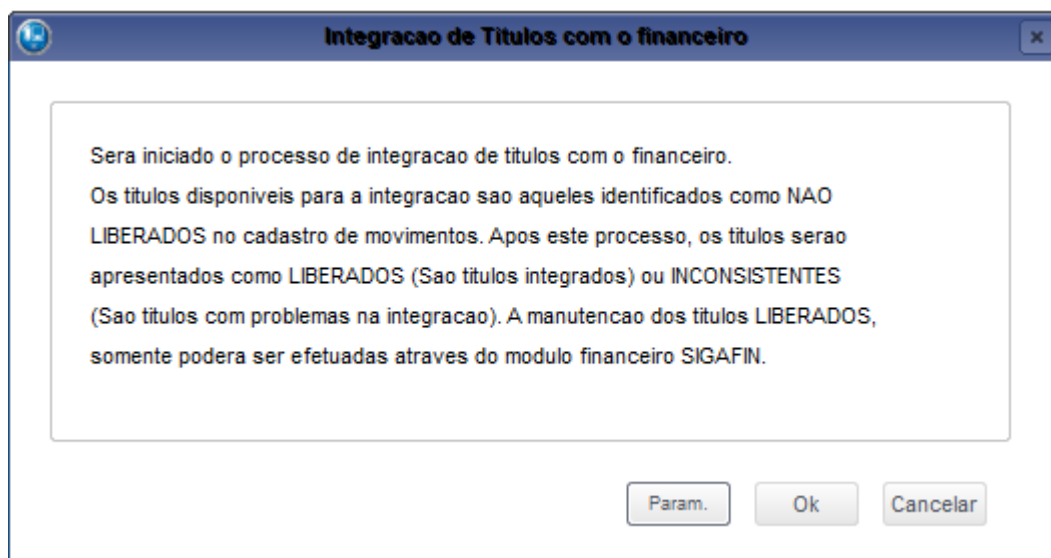 Integracao de Titulos com o financeiro
Sera iniciado o processo de integracao de titulos com o financeiro.
Os titulos disponiveis para a integracao sao aqueles identificados como NAO
LIBERADOS no cadastro de movimentos. Apos este processo, os titulos serao
apresentados como LIBERADOS (Sao titulos integrados) ou INCONSISTENTES
(Sao titulos com problemas na integracao). A manutencao dos titulos LIBERADOS,
somente podera ser efetuadas atraves do modulo financeiro SIGAFIN.
Param. Ok Cancelar